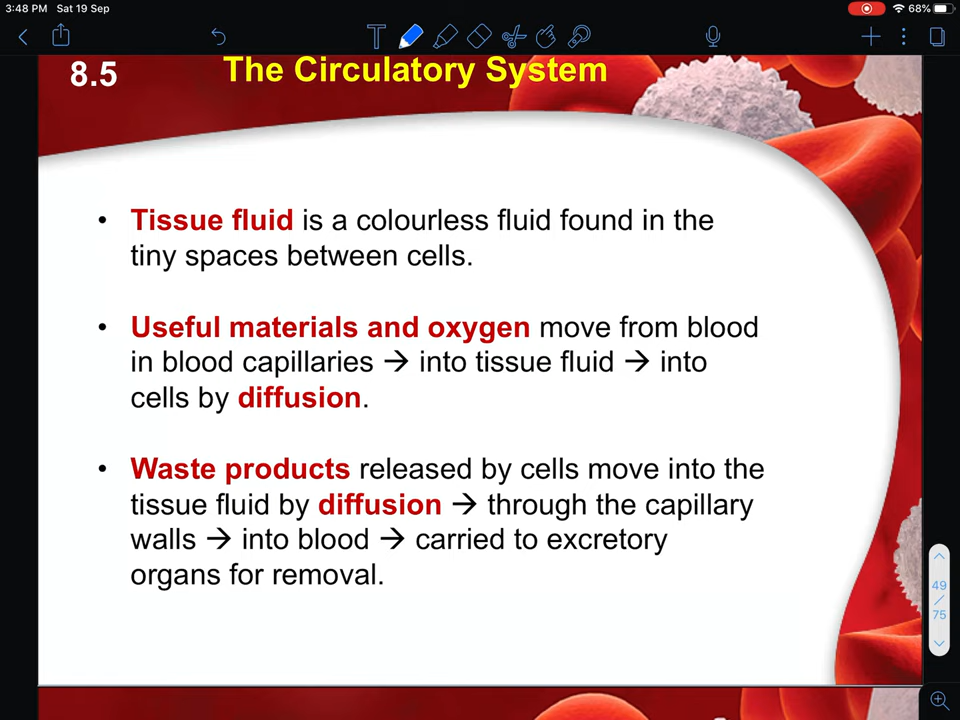 3:48 PM Sat 19 Sep
68%
8.5 The Circulatory System
• Tissue fluid is a colourless fluid found in the
tiny spaces between cells.
• Useful materials and oxygen move from blood
in blood capillaries → into tissue fluid → into
cells by diffusion.
• Waste products released by cells move into the
tissue fluid by diffusion → through the capillary
walls → into blood → carried to excretory
organs for removal.
49
/
75